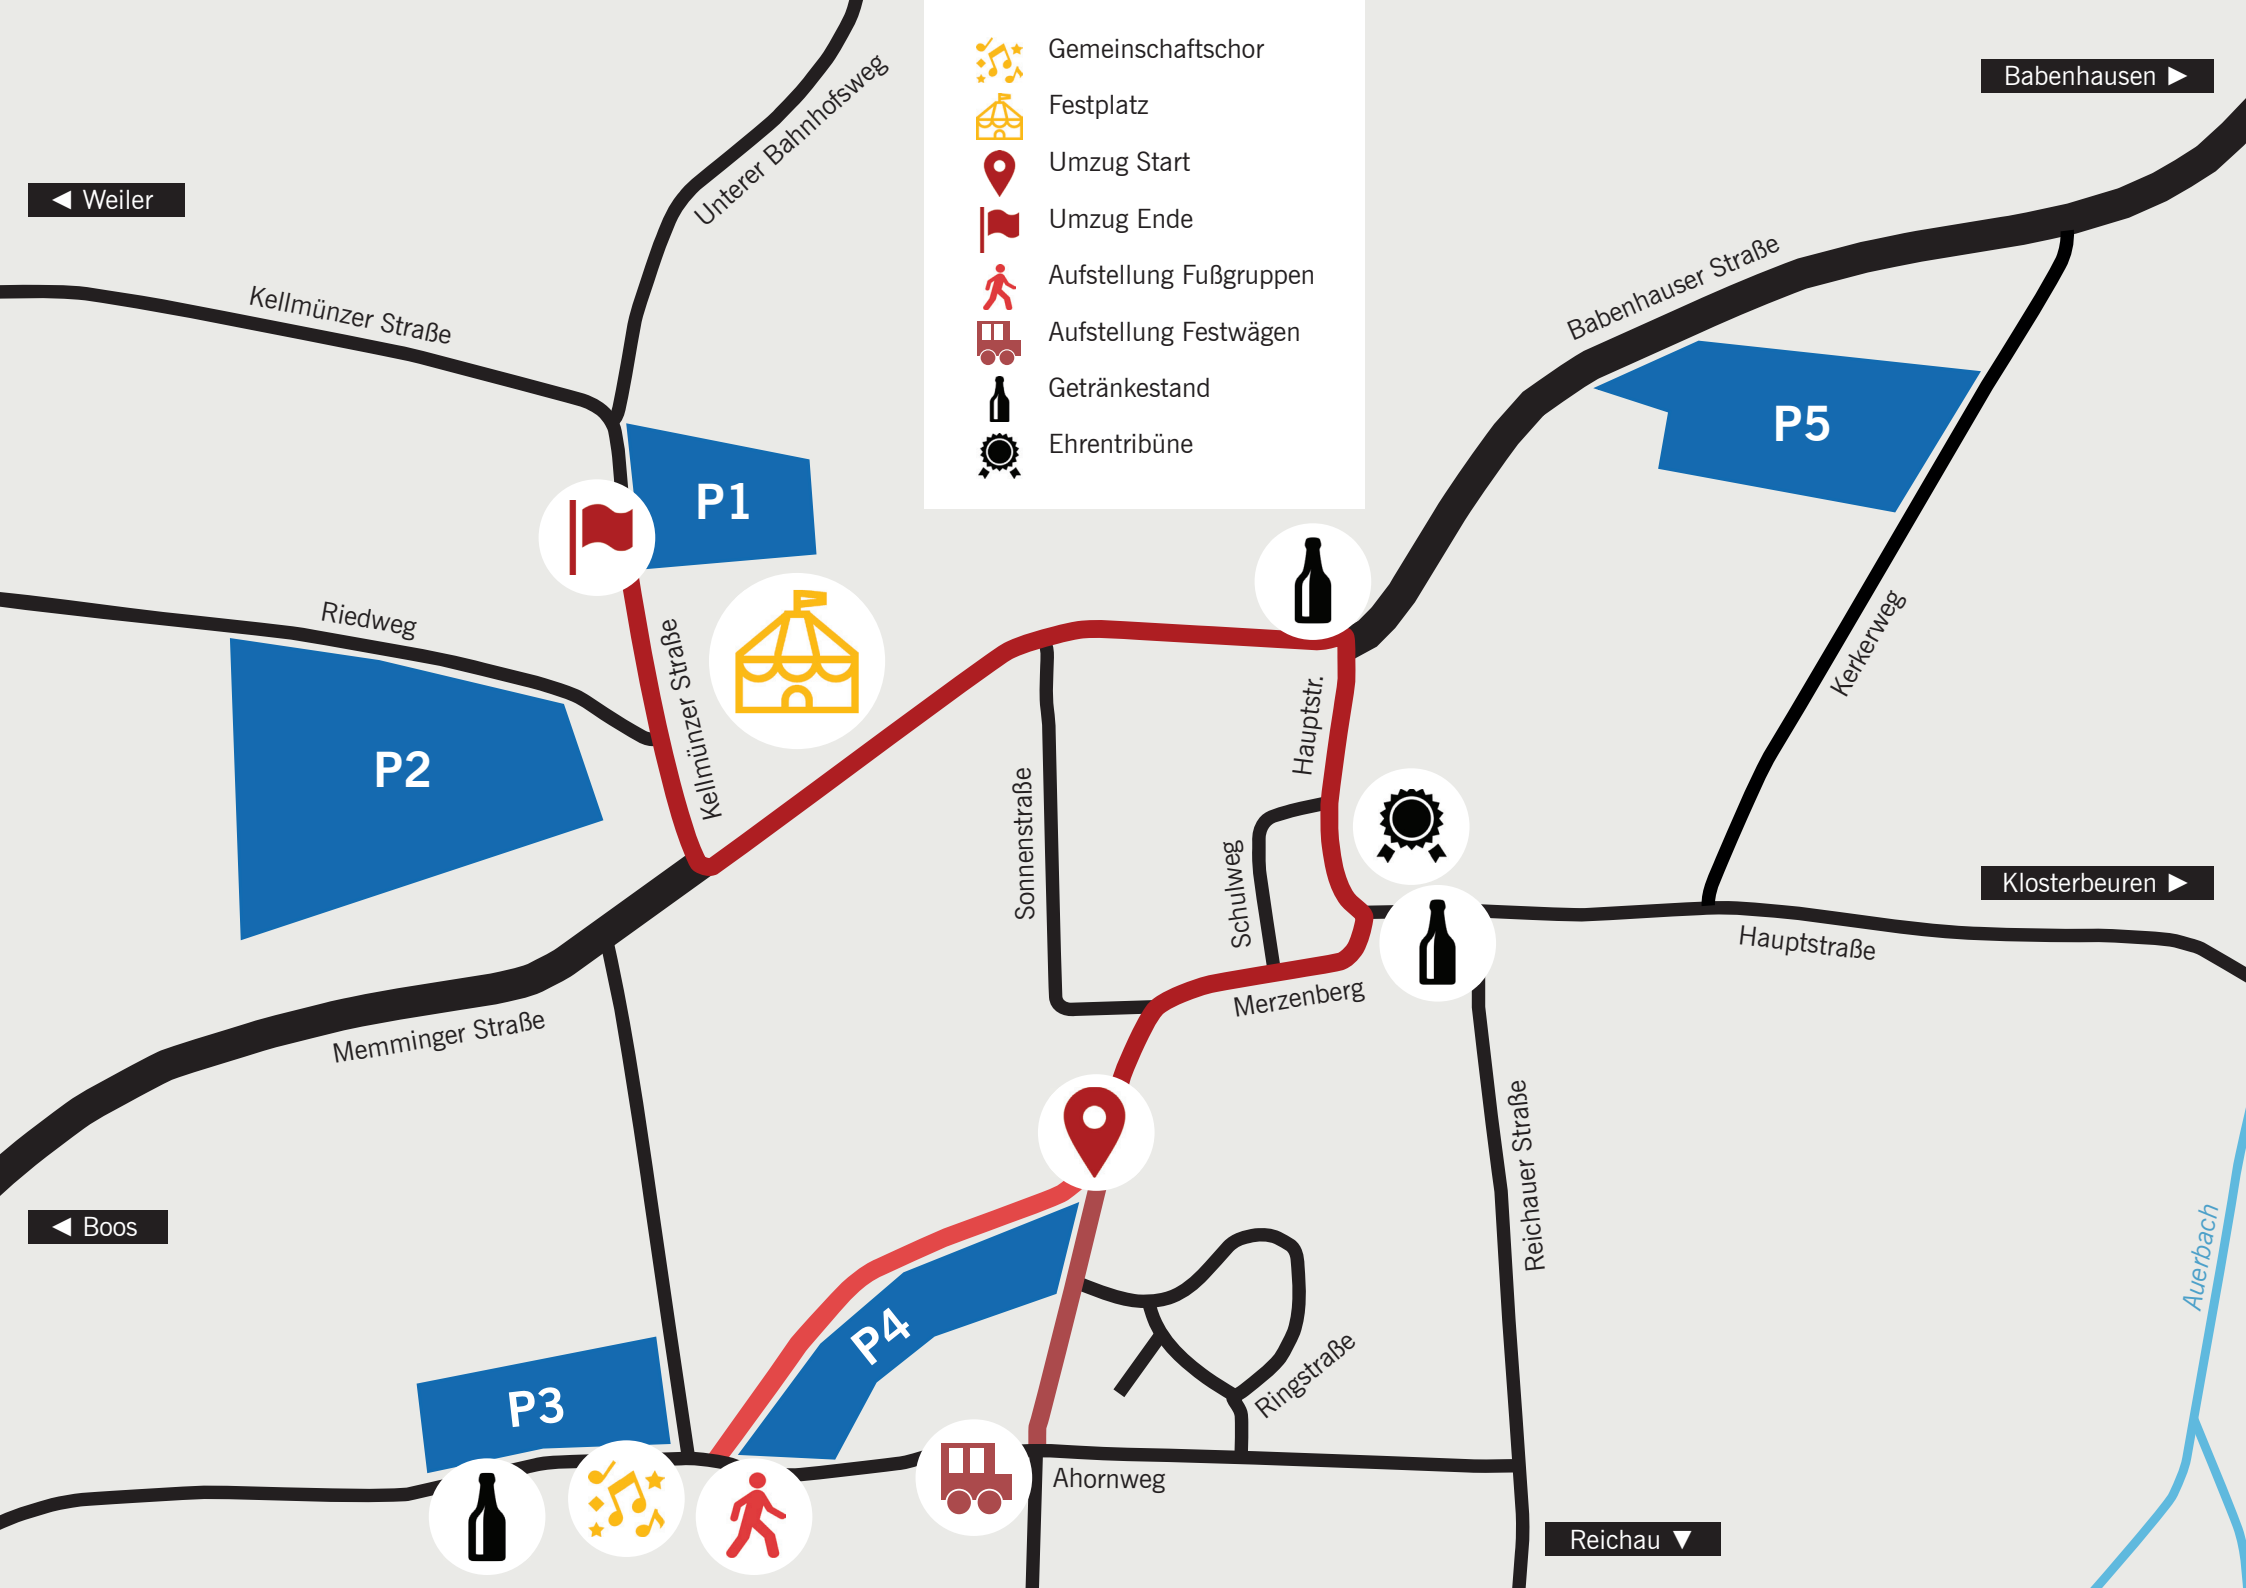 Gemeinschaftschor
Festplatz
Umzug Start
Umzug Ende
Aufstellung Fußgruppen
Aufstellung Festwägen
Getränkestand
Ehrentribüne
Babenhausen ►
Unterer Bahnhofsweg
◄ Weiler
Babenhauser Straße
Kellmünzer Straße
P5
P1
Riedweg
Kellmünzer Straße
Kerkerweg
Hauptstr.
P2
Sonnenstraße
Schulweg
Klosterbeuren ►
Hauptstraße
Merzenberg
Memminger Straße
Reichauer Straße
◄ Boos
Auerbach
P4
Ringstraße
P3
Ahornweg
Reichau ▼